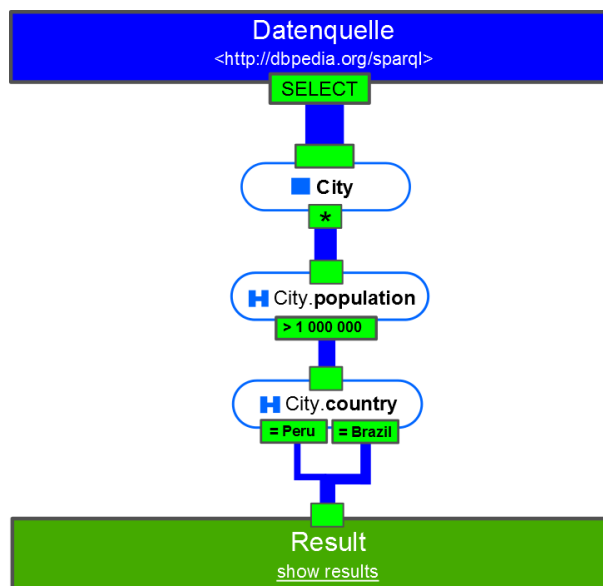 Datenquelle
<http://dbpedia.org/sparql>
SELECT
City
*
City.population
> 1 000 000
City.country
= Peru = Brazil
Result
show results